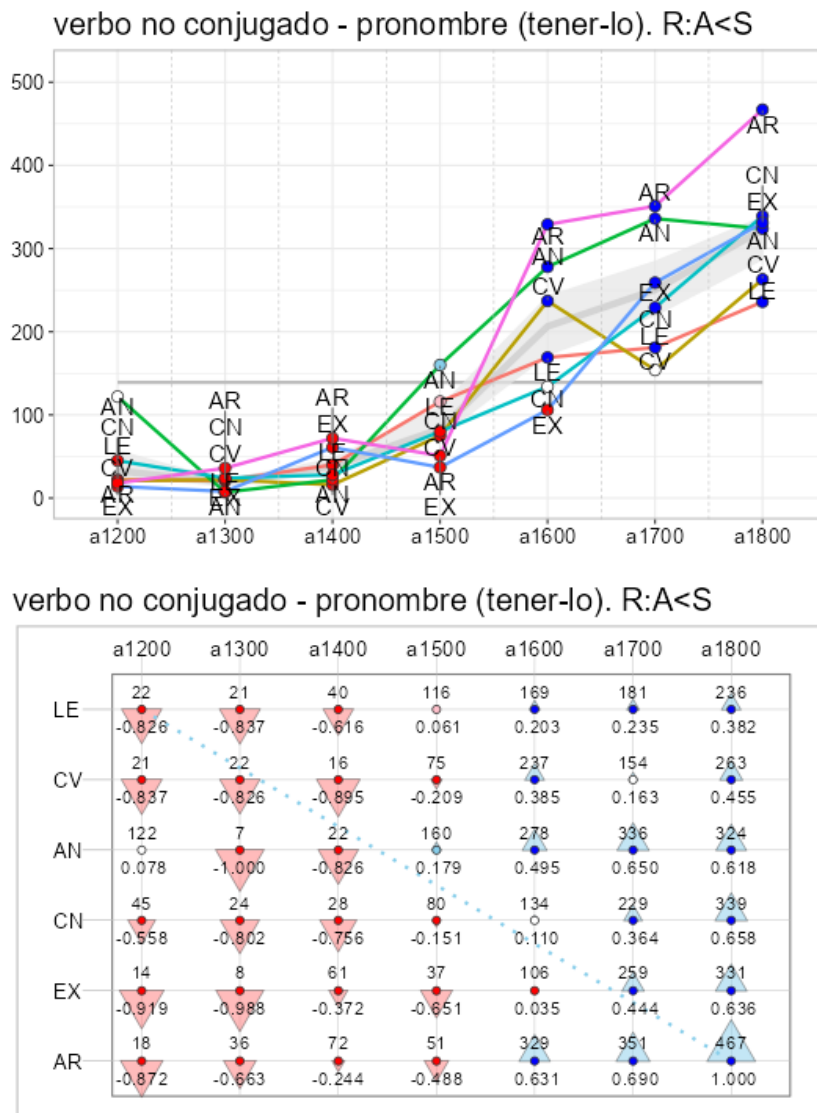 verbo no conjugado - pronombre (tener-lo). R:A<S
500
AR
400
CN
AR
EX
AR
AN
AN
300
AN
CV
CV
EX
LE
200
CN
LE
AN
LE
CV
AN
AR
AR
LE
CN
100
CN
CN
EX
EX
LE
CV
LE
CV
CN
CV
AR
LE
AR
0
EX
EX
AN
AN
CV
EX
a1200 a1300 a1400 a1500 a1600 a1700 a1800
verbo no conjugado - pronombre (tener-lo). R:A<S
a1200 a1300 a1400 a1500 a1600 a1700 a1800
22 21 40 116 169 181 236
LE
-0.826 -0.837 -0.616 0.061 0.203 0.235 0.382
21 22 16 75 237 154 263
CV
-0.837 -0.826 -0.895 -0.209 0.385 0.163 0.455
122 7 22 160 278 336 324
AN
0.078 -1.000 -0.826 0.179 0.495 0.650 0.618
45 24 28 80 134 229 339
CN
-0.558 -0.802 -0.756 -0.151 0.110 0.364 0.658
14 8 61 37 106 259 331
EX
-0.919 -0.988 -0.372 -0.651 0.035 0.444 0.636
18 36 72 51 329 351 467
AR
-0.872 -0.663 -0.244 -0.488 0.631 0.690 1.000